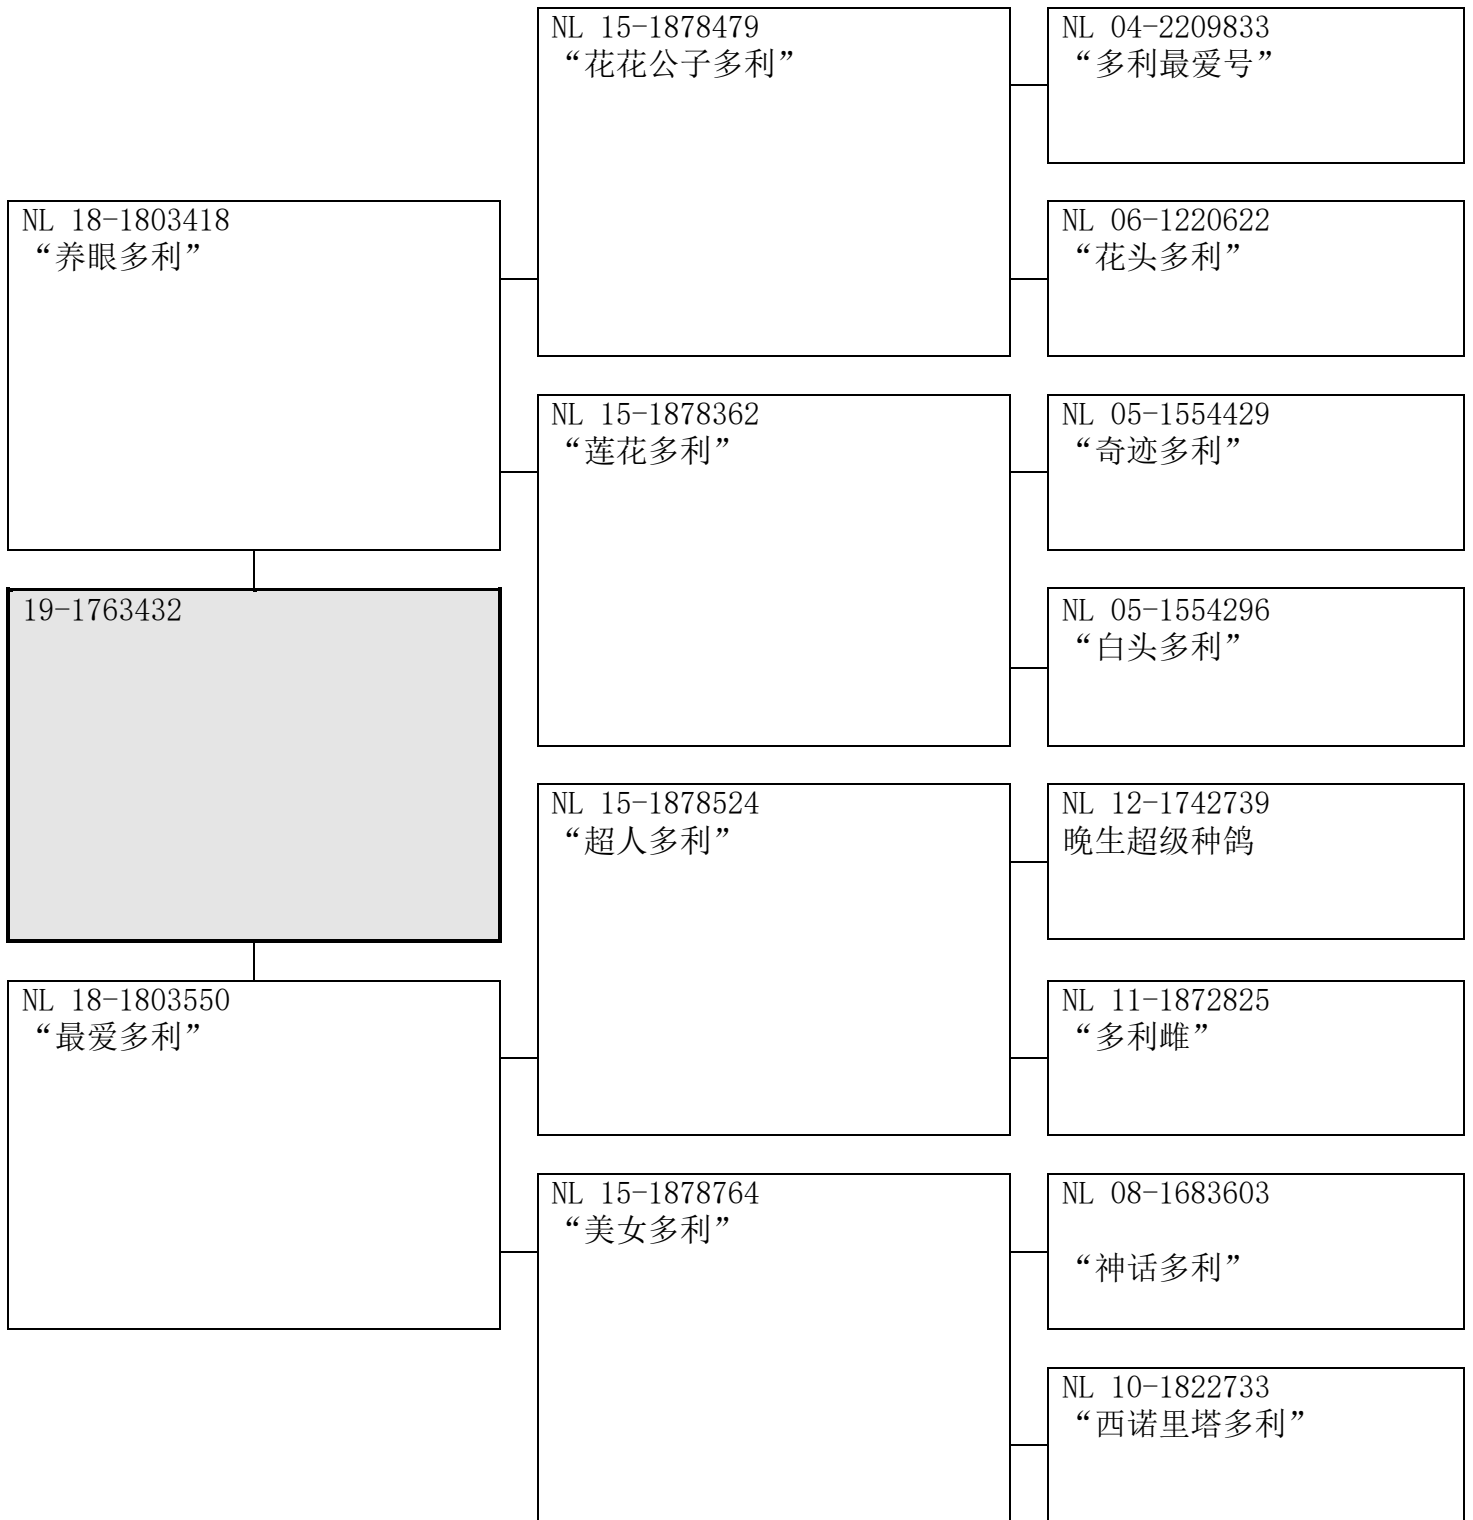 NL 18-1803418
“养眼多利”
19-1763432
NL 18-1803550
“最爱多利”
NL 15-1878479
“花花公子多利”
NL 15-1878362
“莲花多利”
NL 15-1878524
“超人多利”
NL 15-1878764
“美女多利”
NL 04-2209833
“多利最爱号”
NL 06-1220622
“花头多利”
NL 05-1554429
“奇迹多利”
NL 05-1554296
“白头多利”
NL 12-1742739
晚生超级种鸽
NL 11-1872825
“多利雌”
NL 08-1683603
“神话多利”
NL 10-1822733
“西诺里塔多利”